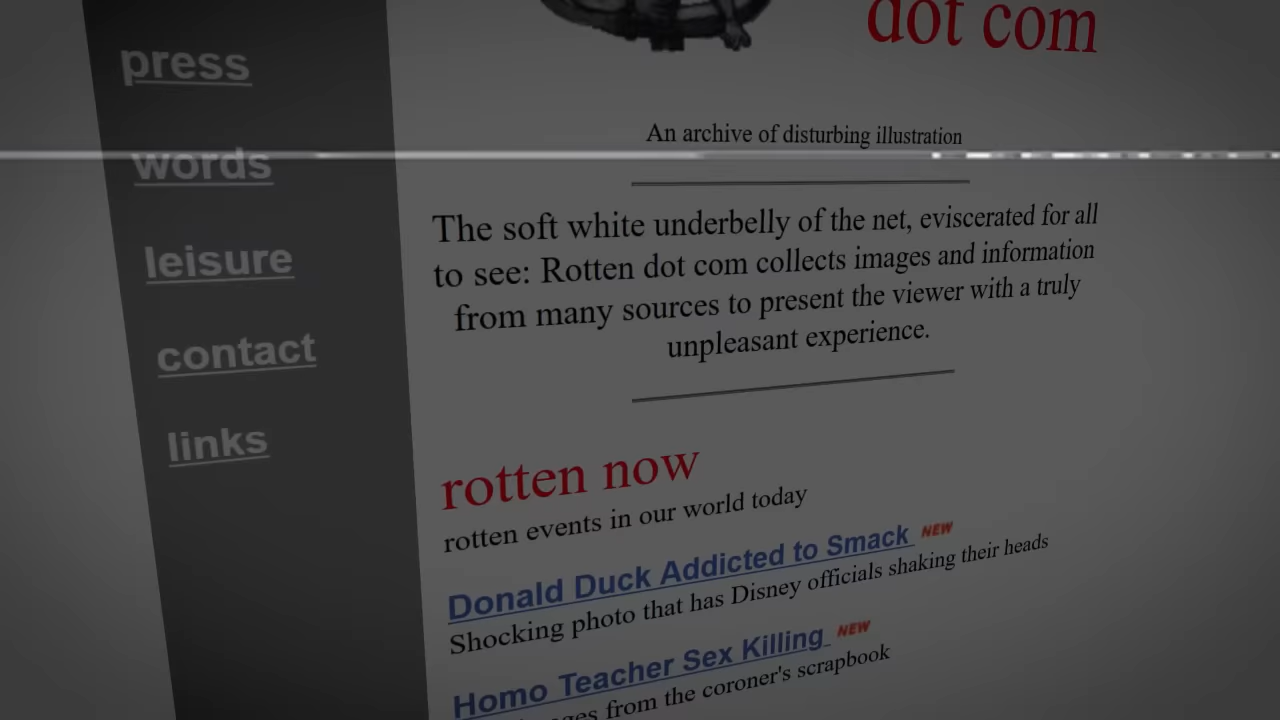 dot com
press
An archive of disturbing illustration
words
The soft white underbelly of the net, eviscerated for all
to see: Rotten dot com collects images and information
from many sources to present the viewer with a truly
unpleasant experience.
leisure
contact
links
rotten now
rotten events in our world today
Donald Duck Addicted to Smack NEW
Shocking photo that has Disney officials shaking their heads
Homo Teacher Sex Killing NEW
from the coroner's scrapbook